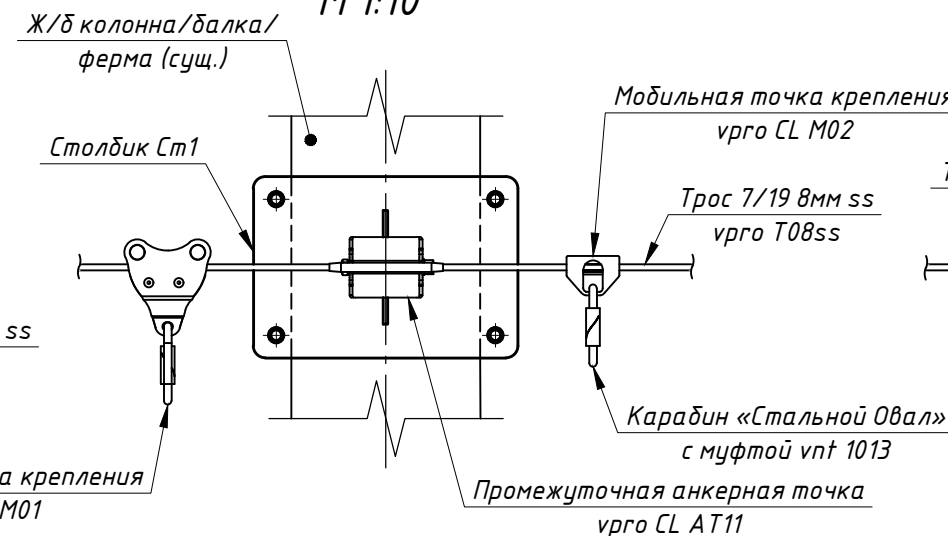 М 1:10
Ж/б колонна/балка/
ферма (сущ.)
Мобильная точка крепления
vpro CL M02
Столбик Ст1
Трос 7/19 8мм ss
vpro T08ss
ss
Карабин «Стальной Овал»
с муфтой vnt 1013
крепления
M01
Промежуточная анкерная точка
vpro CL AT11